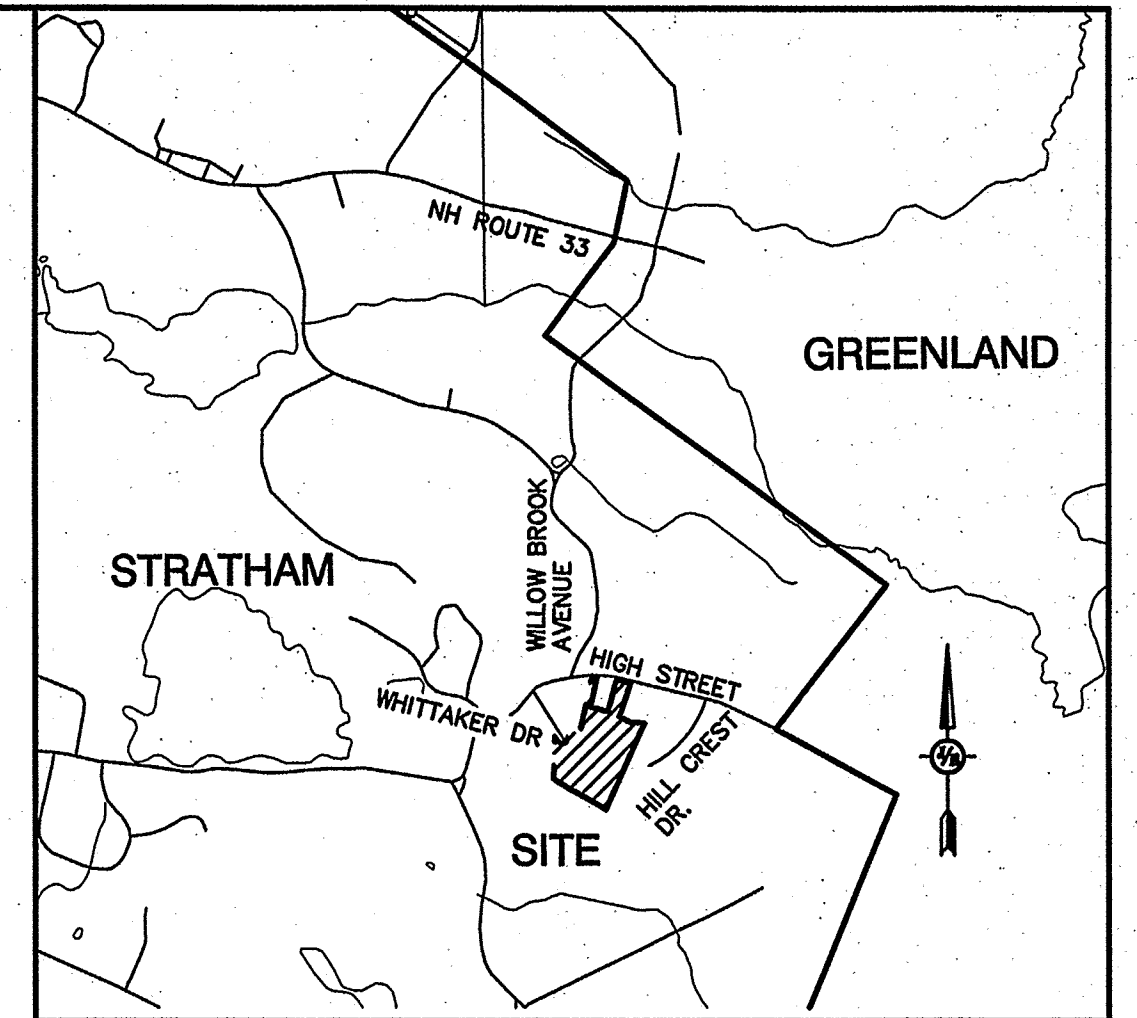 NH ROUTE 33
GREENLAND
STRATHAM
WILLOW BROOK
AVENUE
HIGH STREET
WHITTAKER DR
HILL CREST
DR.
SITE